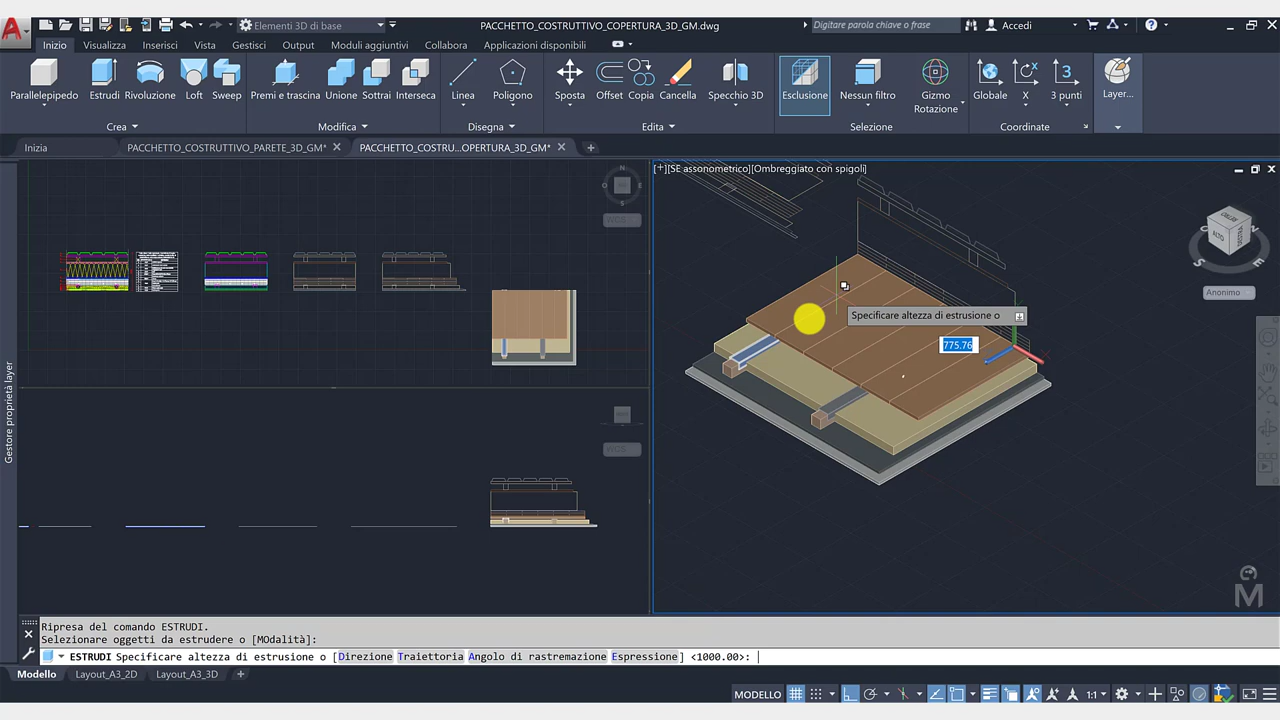 Elementi 3D di base
PACCHETTO_COSTRUTTIVO_COPERTURA_3D_GM.dwg
Digitare parola chiave o frase
Accedi
Inizio
Visualizza
Inserisci
Vista
Gestisci
Output
Moduli aggiuntivi
Collabora
Applicazioni disponibili
Parallelepipedo
Estrudi
Rivoluzione
Loft
Sweep
Premi e trascina
Unione
Sottrai
Interseca
Linea
Poligono
Sposta
Offset
Copia
Cancella
Specchio 3D
Esclusione
Nessun filtro
Gizmo
Rotazione
Globale
X
3 punti
Layer...
Crea
Modifica
Disegna
Edita
Selezione
Coordinate
Inizia
PACCHETTO_COSTRUTTIVO_PARETE_3D_GM*
PACCHETTO_COSTRU...OPERTURA_3D_GM*
[+][SE assonometrico][Ombreggiato con spigoli]
N
O
E
S
WCS
WCS
Anonimo
Specificare altezza di estrusione o
775.76
Gestore proprietà layer
Ripresa del comando ESTRUDI.
Selezionare oggetti da estrudere o [MOdalità]:
ESTRUDI Specificare altezza di estrusione o [Direzione Traiettoria Angolo di rastremazione Espressione] <1000.00>:
Modello
Layout_A3_2D
Layout_A3_3D
MODELLO
1:1